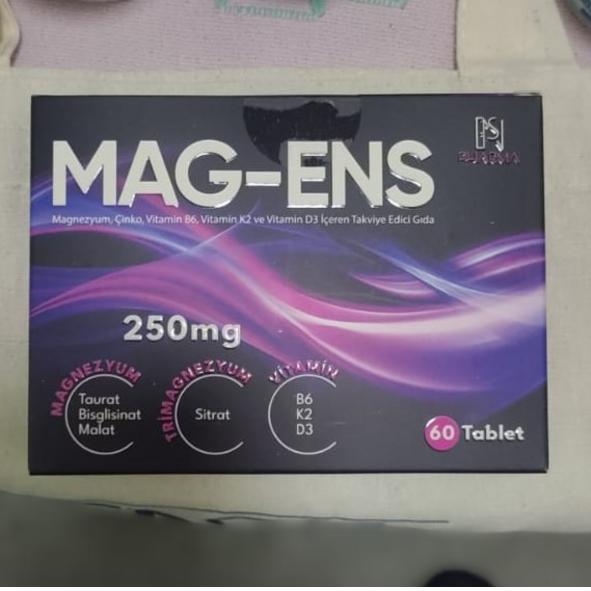 MAG-ENS
Magnezyum, Çinko, Vitamin B6, Vitamin K2 ve Vitamin D3 İçeren Takviye Edici Gıda
250mg
MAGNEZYUM
Taurat
Bisglisinat
Malat
TRİMAGNEZYUM
Sitrat
VİTAMİN
B6
K2
D3
60 Tablet